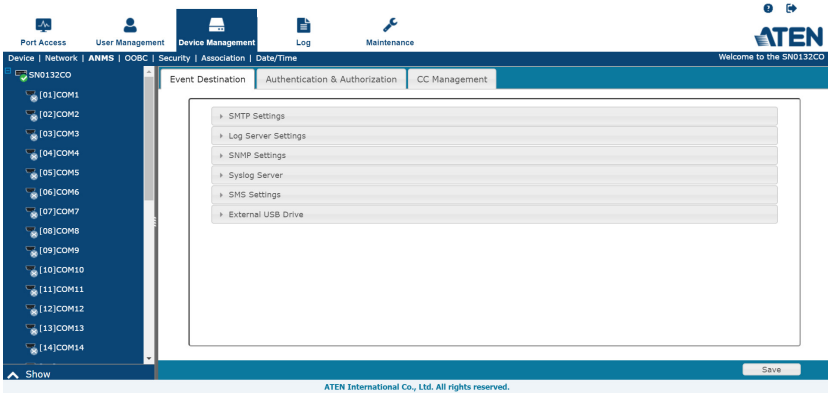 Port Access
User Management
Device Management
Log
Maintenance
ATEN
Device | Network | ANMS | OOBC | Security | Association | Date/Time
Welcome to the SN0132CO
SN0132CO
[01]COM1
[02]COM2
[03]COM3
[04]COM4
[05]COM5
[06]COM6
[07]COM7
[08]COM8
[09]COM9
[10]COM10
[11]COM11
[12]COM12
[13]COM13
[14]COM14
Show
Event Destination
Authentication & Authorization
CC Management
SMTP Settings
Log Server Settings
SNMP Settings
Syslog Server
SMS Settings
External USB Drive
Save
ATEN International Co., Ltd. All rights reserved.